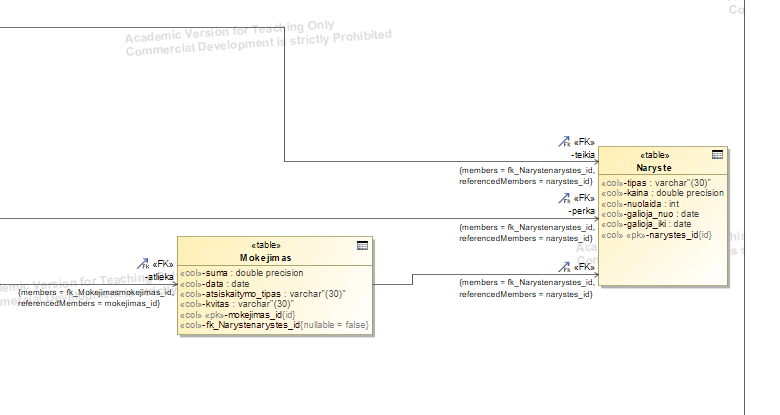 Academic Version for Teaching Only
Commercial Development is strictly Prohibited
Co
«FK»
-teikia
{members = fk_Narystenarystes_id,
referencedMembers = narystes_id}
«FK»
-perka
{members = fk_Narystenarystes_id,
referencedMembers = narystes_id}
«FK»
{members = fk_Narystenarystes_id,
referencedMembers = narystes_id}
«table»
Naryste
«col»-tipas : varchar"(30)"
«col»-kaina : double precision
«col»-nuolaida : int
«col»-galioja_nuo : date
«col»-galioja_iki : date
«col» «pk»-narystes_id{id}
«FK»
-atlieka
{members = fk_Mokejimasmokejimas_id,
referencedMembers = mokejimas_id}
«table»
Mokejimas
«col»-suma : double precision
«col»-data : date
«col»-atsiskaitymo_tipas : varchar"(30)"
«col»-kvitas : varchar"(30)"
«col» «pk»-mokejimas_id{id}
«col»-fk_Narystenarystes_id{nullable = false}